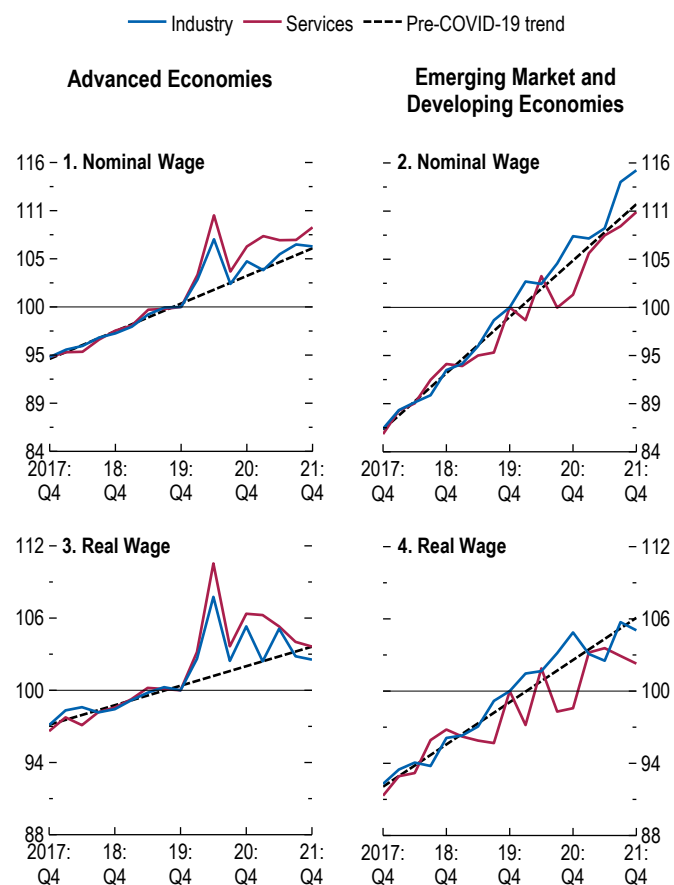 Industry Services Pre-COVID-19 trend
Advanced Economies
Emerging Market and
Developing Economies
1. Nominal Wage
116
111
105
100
95
89
84
2017:
Q4
18:
Q4
19:
Q4
20:
Q4
21:
Q4
2. Nominal Wage
116
111
105
100
95
89
84
2017:
Q4
18:
Q4
19:
Q4
20:
Q4
21:
Q4
3. Real Wage
112
106
100
94
88
2017:
Q4
18:
Q4
19:
Q4
20:
Q4
21:
Q4
4. Real Wage
112
106
100
94
88
2017:
Q4
18:
Q4
19:
Q4
20:
Q4
21:
Q4